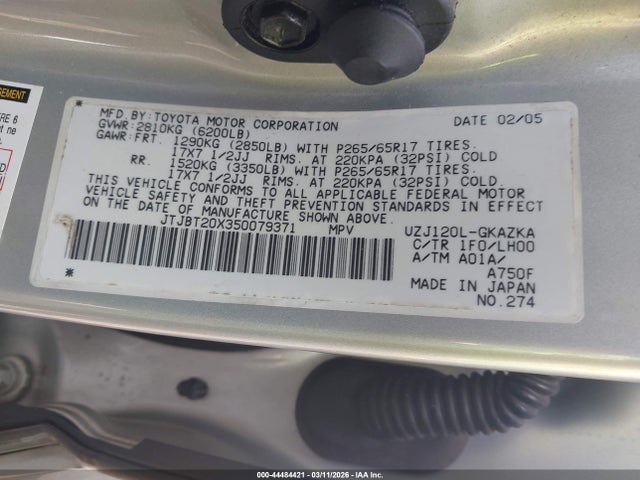 GEMENT
RE 6
t ne
MFD.BY:TOYOTA MOTOR CORPORATION DATE 02/05
GVWR:2810KG (6200LB)
GAWR:FRT. 1290KG (2850LB) WITH P265/65R17 TIRES.
17X7 1/2JJ RIMS. AT 220KPA (32PSI) COLD
RR. 1520KG (3350LB) WITH P265/65R17 TIRES.
17X7 1/2JJ RIMS. AT 220KPA (32PSI) COLD
THIS VEHICLE CONFORMS TO ALL APPLICABLE FEDERAL MOTOR
VEHICLE SAFETY AND THEFT PREVENTION STANDARDS IN EFFECT
ON THE DATE OF MANUFACTURE SHOWN ABOVE.
JTJBT20X350079371 MPV UZJ120L-GKAZKA
C/TR 1F0/LH00
A/TM A01A/
A750F
MADE IN JAPAN
NO.274
000-44484421 - 03/11/2026 - IAA Inc.